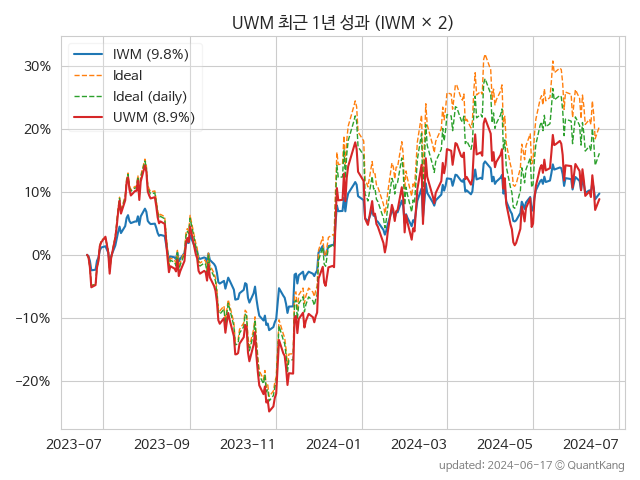 UWM 최근 1년 성과 (IWM × 2)
IWM (9.8%)
Ideal
Ideal (daily)
UWM (8.9%)
30%
20%
10%
0%
−10%
−20%
2023−07
2023−09
2023−11
2024−01
2024−03
2024−05
2024−07
updated: 2024-06-17 © QuantKang